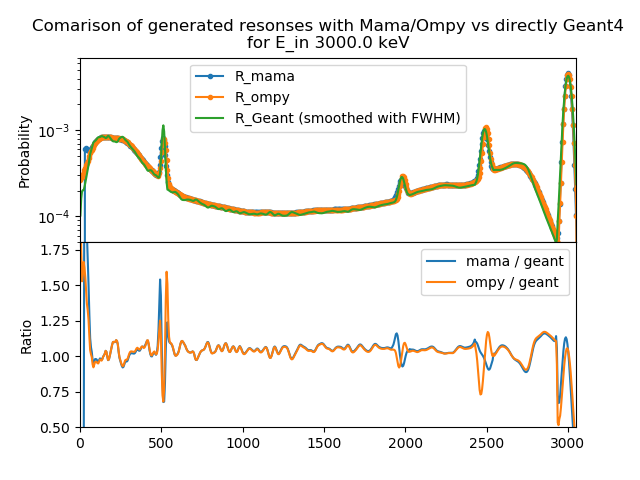 Comarison of generated resonses with Mama/Ompy vs directly Geant4
for E_in 3000.0 keV
R_mama
R_ompy
R_Geant (smoothed with FWHM)
Probability
10⁻³
10⁻⁴
mama / geant
ompy / geant
Ratio
1.75
1.50
1.25
1.00
0.75
0.50
0 500 1000 1500 2000 2500 3000